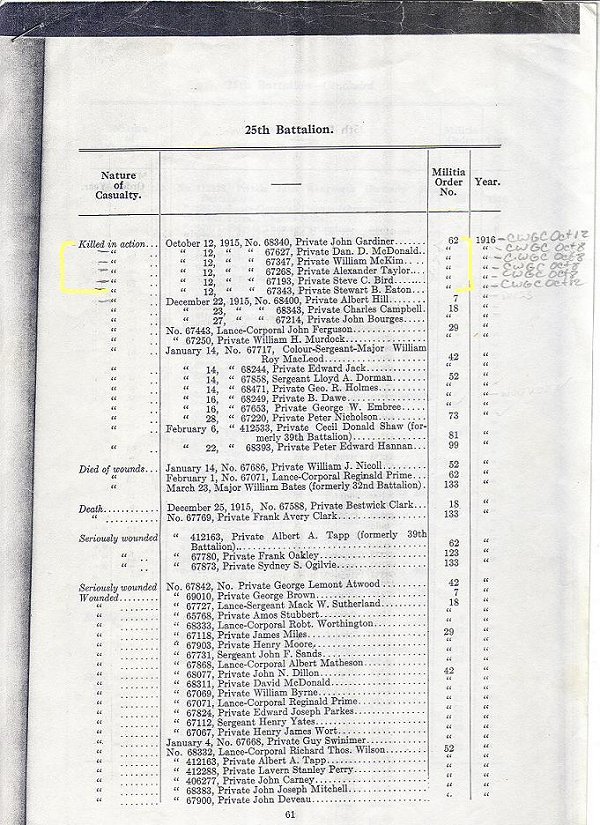 25th Battalion.
Nature of Casualty. —— Militia Order No. Year.
Killed in action... October 12, 1915, No. 68340, Private John Gardiner....... 62 1916 - CWGC Oct 12
" .. " 12, " " 67627, Private Dan. D. McDonald.. " " - CWGC Oct 8
" .. " 12, " " 67347, Private William McKim.... " " - CWGC Oct 8
" .. " 12, " " 67268, Private Alexander Taylor... " "
" .. " 12, " " 67193, Private Steve C. Bird....... " "
" .. " 12, " " 67343, Private Stewart B. Eaton... " " - CWGC Oct 12
" .. December 22, 1915, No. 68400, Private Albert Hill....... 7 "
" .. " 23, " " 68343, Private Charles Campbell. 18 "
" .. " 27, " " 67214, Private John Bourges..... " "
" .. No. 67443, Lance-Corporal John Ferguson............ 29 "
" .. " 67250, Private William H. Murdock............... " "
" .. January 14, No. 67717, Colour-Sergeant-Major William
Roy MacLeod................ 42 "
" .. " 14, " 68244, Private Edward Jack............ " "
" .. " 14, " 67858, Sergeant Lloyd A. Dorman....... 52 "
" .. " 14, " 68471, Private Geo. R. Holmes........ " "
" .. " 16, " 68249, Private B. Dawe............... " "
" .. " 16, " 67653, Private George W. Embree..... " "
" .. " 28, " 67220, Private Peter Nicholson....... 73 "
" .. February 6, " 412533, Private Cecil Donald Shaw (for-
merly 39th Battalion)........... 81 "
" .. " 22, " 68393, Private Peter Edward Hannan... 99 "
Died of wounds... January 14, No. 67686, Private William J. Nicoll....... 52 "
" February 1, No. 67071, Lance-Corporal Reginald Prime... 62 "
" March 23, Major William Bates (formerly 32nd Battalion). 133 "
Death........... December 25, 1915, No. 67588, Private Bestwick Clark... 18 "
" ........... No. 67769, Private Frank Avery Clark............... 133 "
Seriously wounded " 412163, Private Albert A. Tapp (formerly 39th
Battalion)........................ 62 "
" .. " 67780, Private Frank Oakley.................. 123 "
" .. " 67873, Private Sydney S. Ogilvie.............. 133 "
Seriously wounded No. 67842, No. Private George Lemont Atwood....... 42 "
Wounded......... " 69010, Private George Brown.................. 7 "
" ......... " 67727, Lance-Sergeant Mack W. Sutherland........ 18 "
" ......... " 65768, Private Amos Stubbert................ " "
" ......... " 68333, Lance-Corporal Robt. Worthington......... " "
" ......... " 67118, Private James Miles.................. 29 "
" ......... " 67903, Private Henry Moore.................. " "
" ......... " 67731, Sergeant John F. Sands............... " "
" ......... " 67868, Lance-Corporal Albert Matheson.......... " "
" ......... " 68077, Private John N. Dillon................ 42 "
" ......... " 68311, Private David McDonald............... " "
" ......... " 67069, Private William Byrne................. " "
" ......... " 67071, Lance-Corporal Reginald Prime........... " "
" ......... " 67824, Private Edward Joseph Parkes........... " "
" ......... " 67112, Sergeant Henry Yates................. " "
" ......... " 67067, Private Henry James Wort.............. " "
" ......... January 4, No. 67668, Private Guy Swinimer.......... " "
" ......... No. 68332, Lance-Corporal Richard Thos. Wilson........ 52 "
" ......... " 412163, Private Albert A. Tapp................ " "
" ......... " 412288, Private Lavern Stanley Perry........... " "
" ......... " 406277, Private John Carney................. " "
" ......... " 68383, Private John Joseph Mitchell............ " "
" ......... " 67900, Private John Deveau................. " "
61